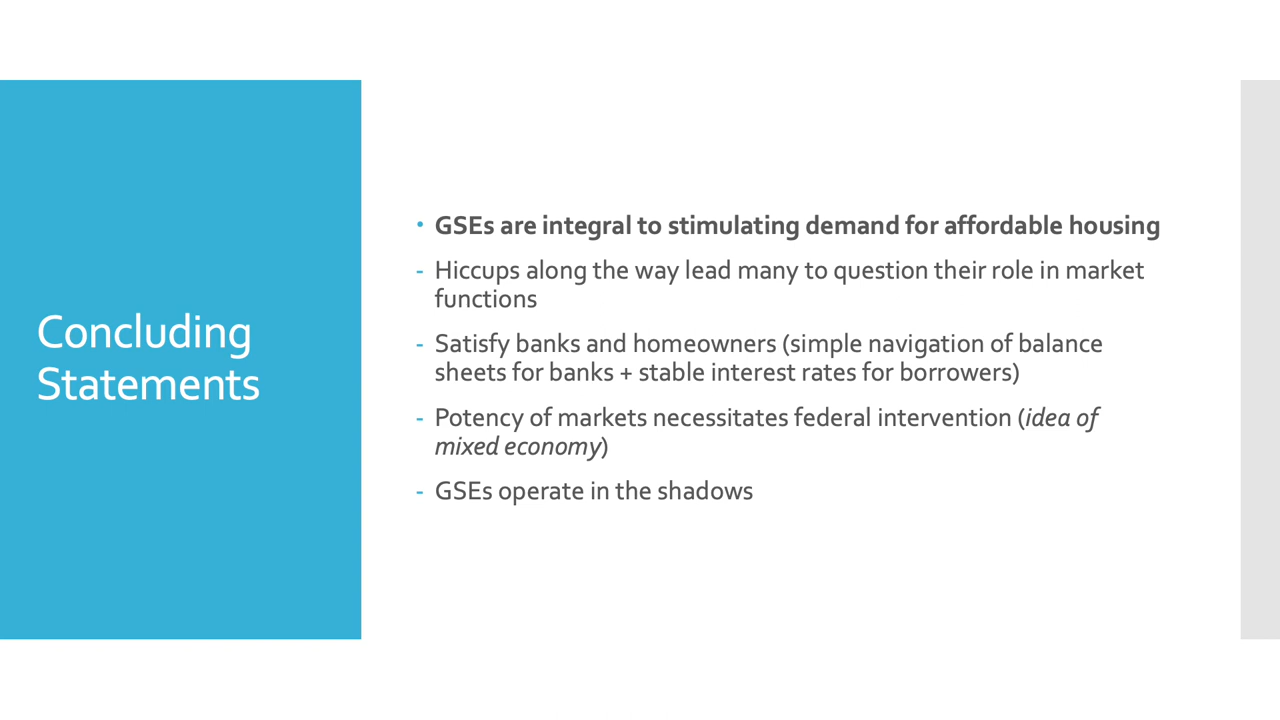 Concluding
Statements
• GSEs are integral to stimulating demand for affordable housing
- Hiccups along the way lead many to question their role in market
functions
- Satisfy banks and homeowners (simple navigation of balance
sheets for banks + stable interest rates for borrowers)
- Potency of markets necessitates federal intervention (idea of
mixed economy)
- GSEs operate in the shadows